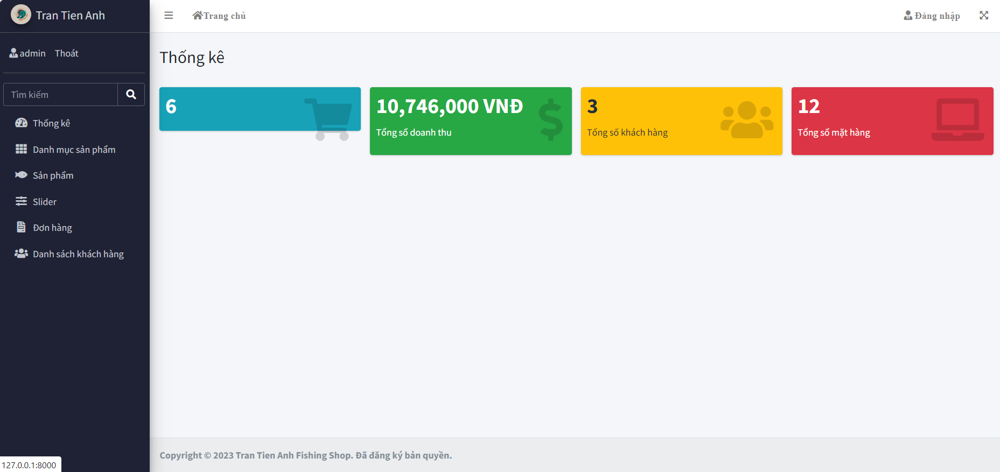 Tran Tien Anh
Trang chủ
Đăng nhập
admin Thoát
Tìm kiếm
Thống kê
Danh mục sản phẩm
Sản phẩm
Slider
Đơn hàng
Danh sách khách hàng
Thống kê
6
10,746,000 VNĐ
Tổng số doanh thu
3
Tổng số khách hàng
12
Tổng số mặt hàng
Copyright © 2023 Tran Tien Anh Fishing Shop. Đã đăng ký bản quyền.
127.0.0.1:8000